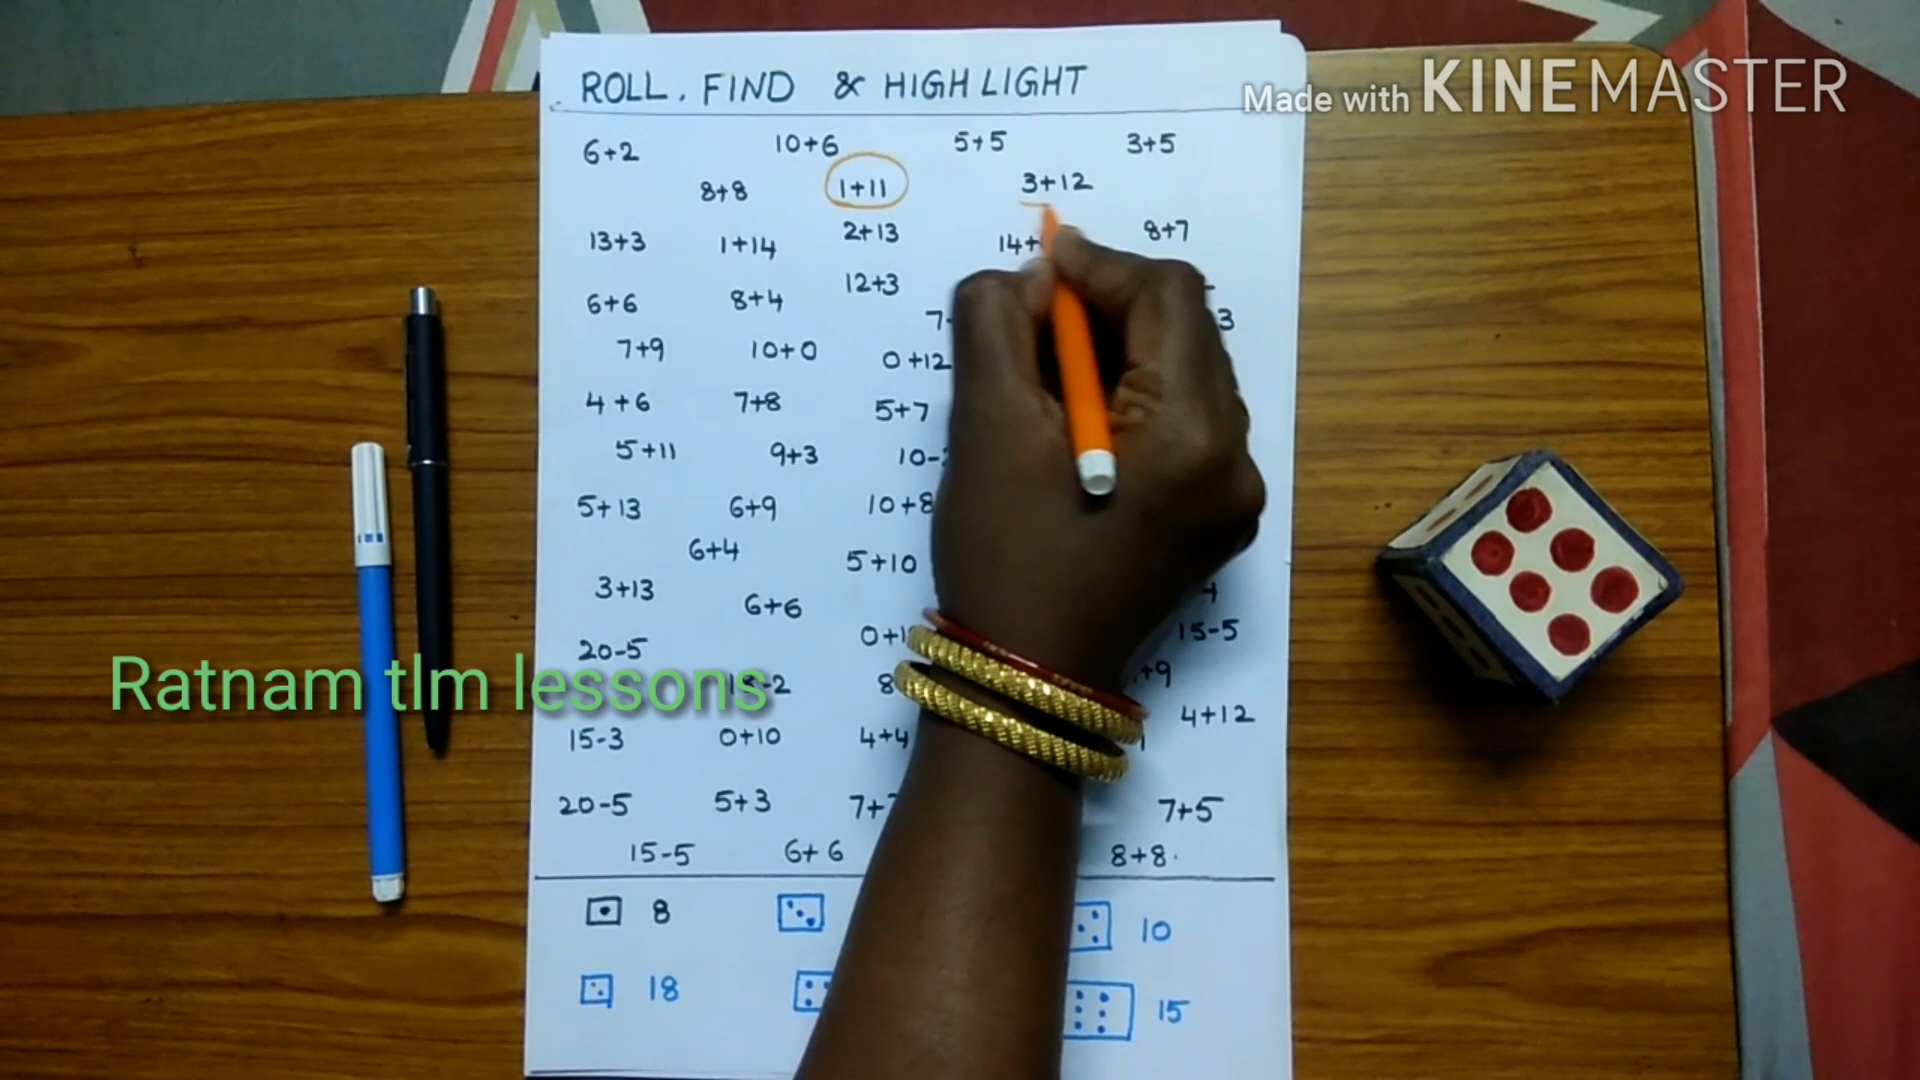 ROLL, FIND & HIGHLIGHT
Made with KINEMASTER
6+2 10+6 5+5 3+5
8+8 1+11 3+12
13+3 1+14 2+13 14+ 8+7
6+6 8+4 12+3
7+9 10+0 0+12
4+6 7+8 5+7
5+11 9+3
5+13 6+9 10+8
6+4 5+10
3+13 6+6
20-5 15-5
Ratnam tlm lessons
4+12
15-3 0+10 4+4
20-5 5+3 7+5
15-5 6+6 8+8.
8 10
18 15